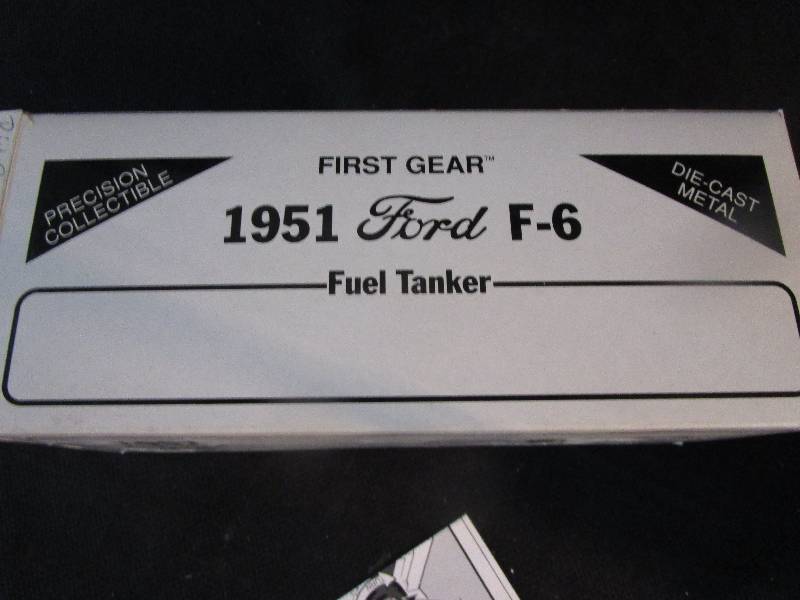 FIRST GEAR™
PRECISION
COLLECTIBLE
DIE-CAST
METAL
1951 Ford F-6
Fuel Tanker